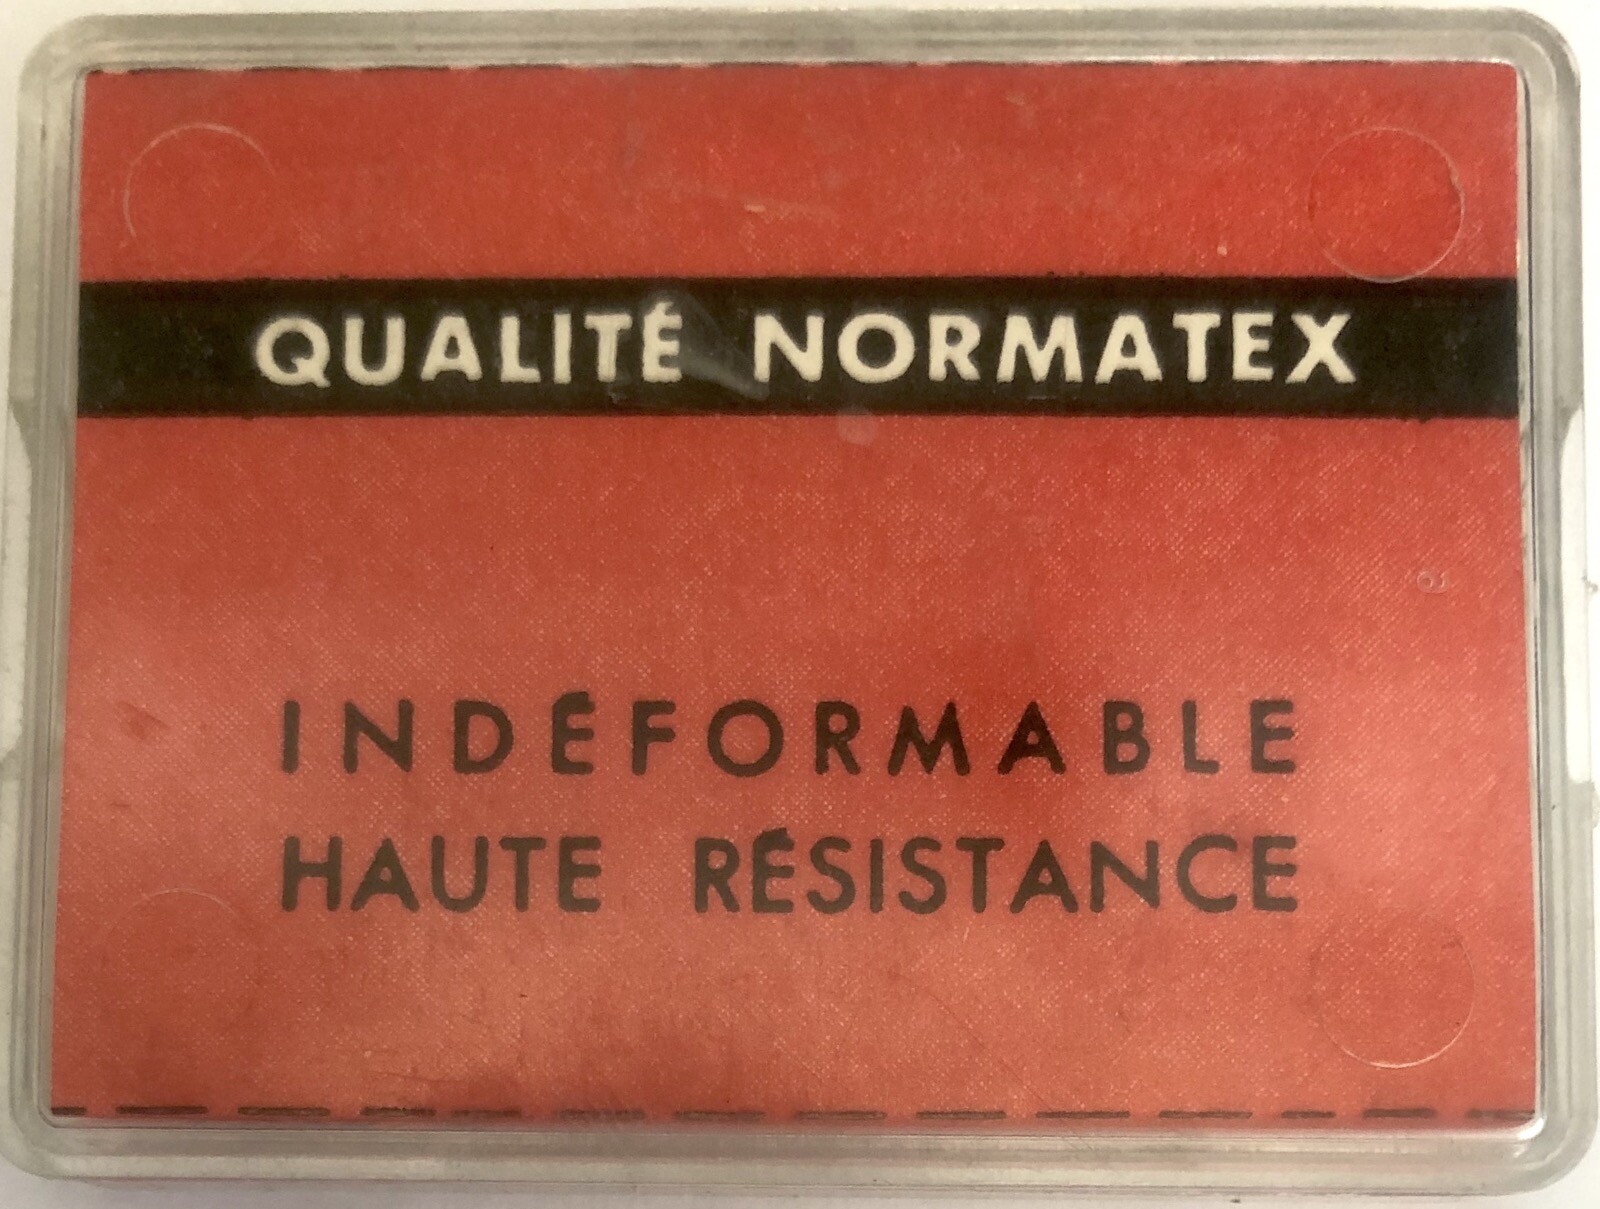 QUALITÉ NORMATEX
INDÉFORMABLE
HAUTE RÉSISTANCE